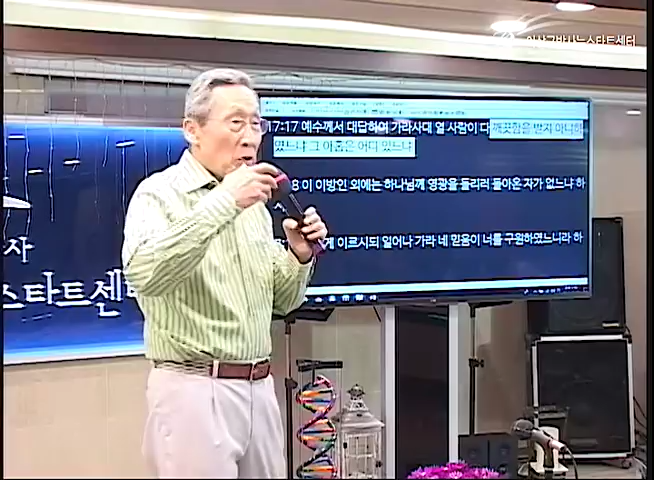 17:17 예수께서 대답하여 가라사대 열 사람이 다 깨끗함을 받지 아니하
였느냐 그 아홉은 어디 있느냐
8 이 이방인 외에는 하나님께 영광을 돌리러 돌아온 자가 없느냐 하
게 이르시되 일어나 가라 네 믿음이 너를 구원하였느니라 하
사
스타트센터